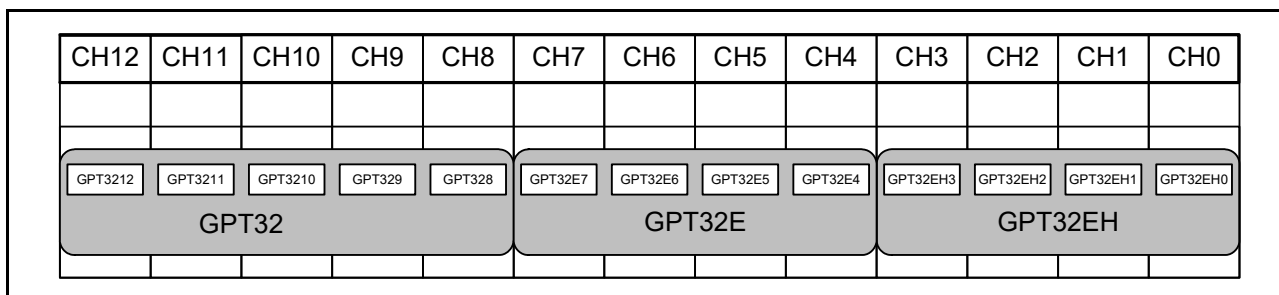 CH12 CH11 CH10 CH9 CH8 CH7 CH6 CH5 CH4 CH3 CH2 CH1 CH0
GPT3212 GPT3211 GPT3210 GPT329 GPT328 GPT32E7 GPT32E6 GPT32E5 GPT32E4 GPT32EH3 GPT32EH2 GPT32EH1 GPT32EH0
GPT32 GPT32E GPT32EH